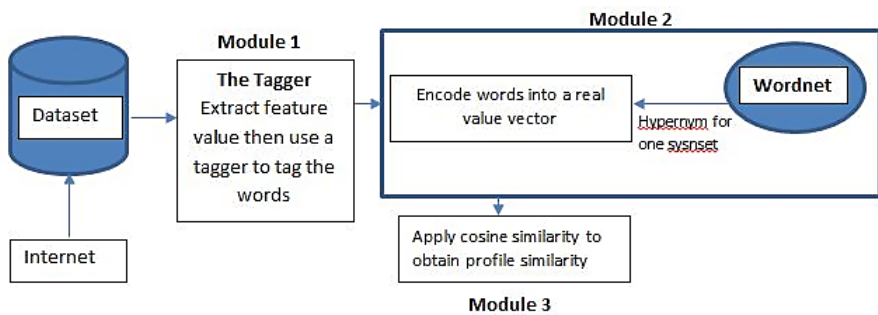 Module 2
Module 1
The Tagger
Extract feature
value then use a
tagger to tag the
words
Dataset
Encode words into a real
value vector
Wordnet
Hypernym for
one sysnset
Internet
Apply cosine similarity to
obtain profile similarity
Module 3